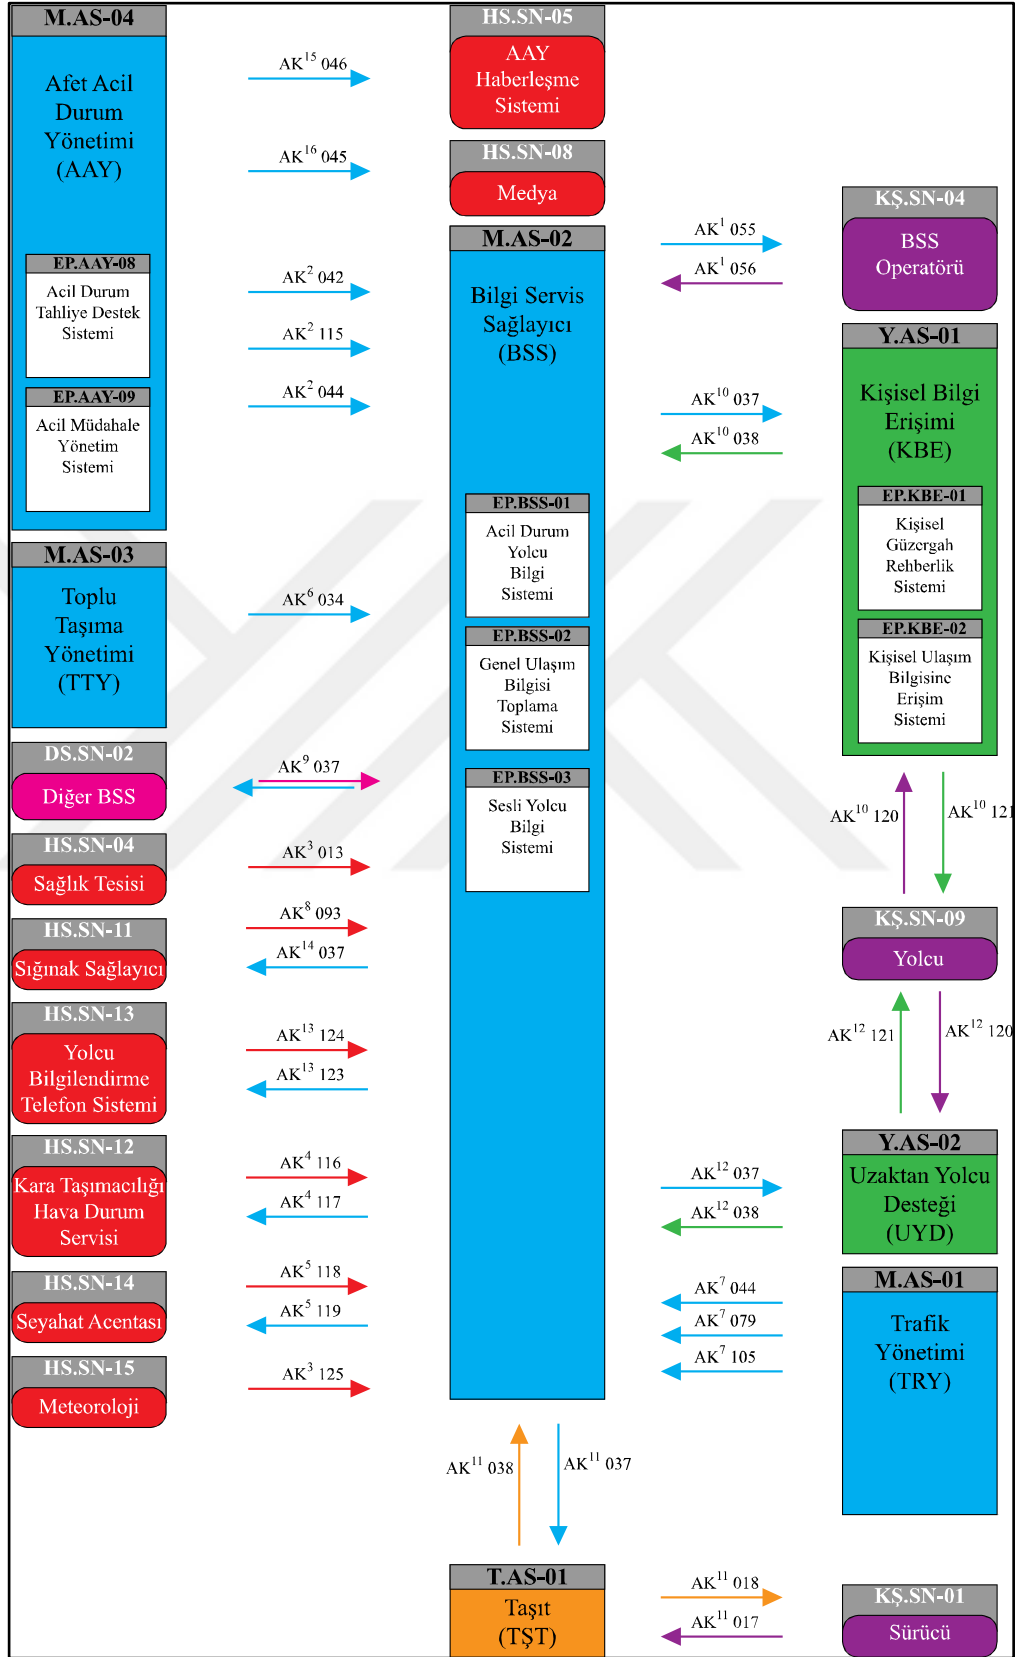 M.AS-04
Afet Acil
Durum
Yönetimi
(AAY)
EP.AAY-08
Acil Durum
Tahliye Destek
Sistemi
EP.AAY-09
Acil Müdahale
Yönetim
Sistemi
M.AS-03
Toplu
Taşıma
Yönetimi
(TTY)
DS.SN-02
Diğer BSS
HS.SN-04
Sağlık Tesisi
HS.SN-11
Sığınak Sağlayıcı
HS.SN-13
Yolcu
Bilgilendirme
Telefon Sistemi
HS.SN-12
Kara Taşımacılığı
Hava Durum
Servisi
HS.SN-14
Seyahat Acentası
HS.SN-15
Meteoroloji
AK15 046
AK16 045
AK2 042
AK2 115
AK2 044
AK6 034
AK9 037
AK3 013
AK8 093
AK14 037
AK13 124
AK13 123
AK4 116
AK4 117
AK5 118
AK5 119
AK3 125
HS.SN-05
AAY
Haberleşme
Sistemi
HS.SN-08
Medya
M.AS-02
Bilgi Servis
Sağlayıcı
(BSS)
EP.BSS-01
Acil Durum
Yolcu
Bilgi
Sistemi
EP.BSS-02
Genel Ulaşım
Bilgisi
Toplama
Sistemi
EP.BSS-03
Sesli Yolcu
Bilgi
Sistemi
AK11 038
AK11 037
T.AS-01
Taşıt
(TŞT)
AK1 055
AK1 056
AK10 037
AK10 038
AK12 037
AK12 038
AK7 044
AK7 079
AK7 105
AK11 018
AK11 017
KŞ.SN-04
BSS
Operatörü
Y.AS-01
Kişisel Bilgi
Erişimi
(KBE)
EP.KBE-01
Kişisel
Güzergah
Rehberlik
Sistemi
EP.KBE-02
Kişisel Ulaşım
Bilgisine
Erişim
Sistemi
AK10 120
AK10 121
KŞ.SN-09
Yolcu
AK12 121
AK12 120
Y.AS-02
Uzaktan Yolcu
Desteği
(UYD)
M.AS-01
Trafik
Yönetimi
(TRY)
KŞ.SN-01
Sürücü